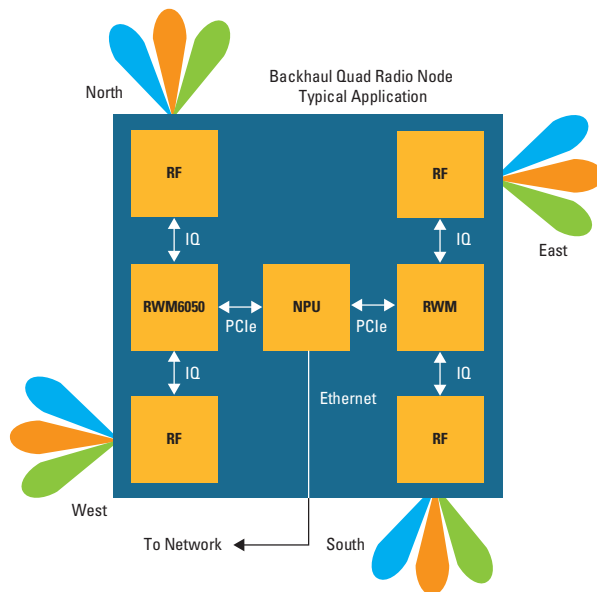 Backhaul Quad Radio Node
Typical Application
North
RF
RF
IQ
IQ
East
RWM6050
NPU
RWM
PCIe
PCIe
IQ
IQ
Ethernet
RF
RF
West
To Network
South